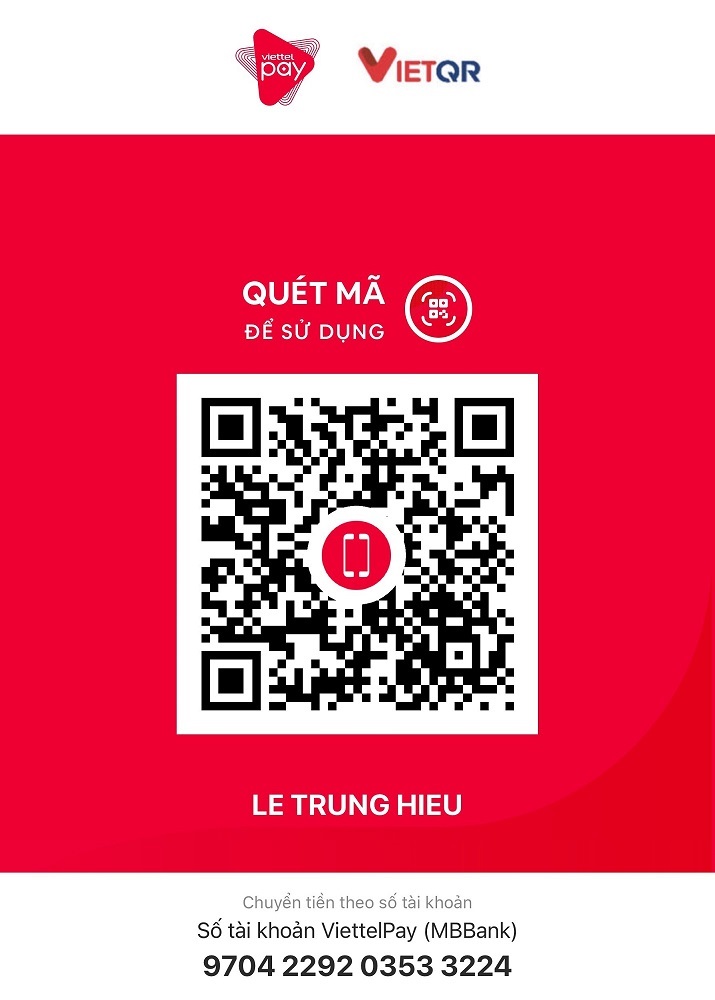 viettel
pay
VIETQR
QUÉT MÃ
ĐỂ SỬ DỤNG
LE TRUNG HIEU
Chuyển tiền theo số tài khoản
Số tài khoản ViettelPay (MBBank)
9704 2292 0353 3224